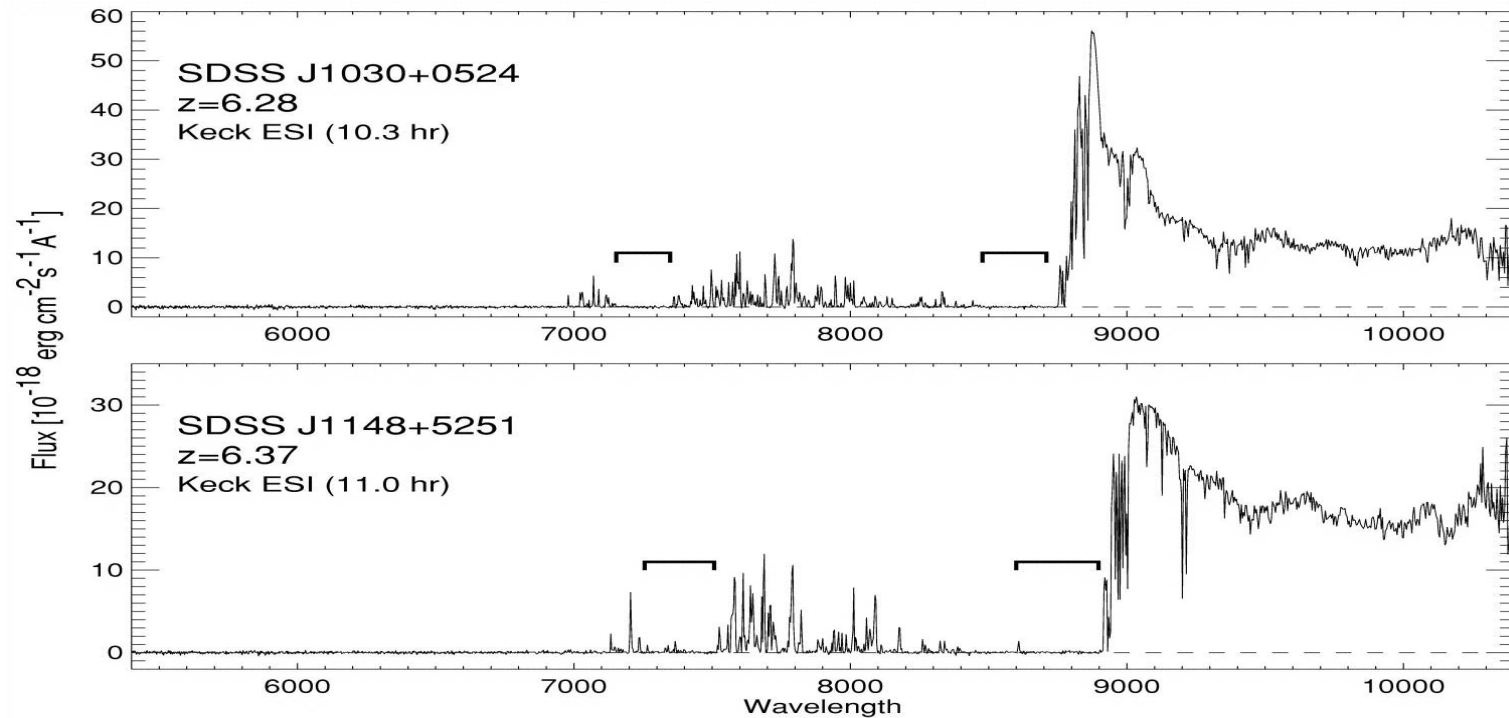 Flux [10-18 erg cm-2s-1A-1]
60
50
40
30
20
10
0
SDSS J1030+0524
z=6.28
Keck ESI (10.3 hr)
6000 7000 8000 9000 10000
30
20
10
0
SDSS J1148+5251
z=6.37
Keck ESI (11.0 hr)
6000 7000 8000 9000 10000
Wavelength